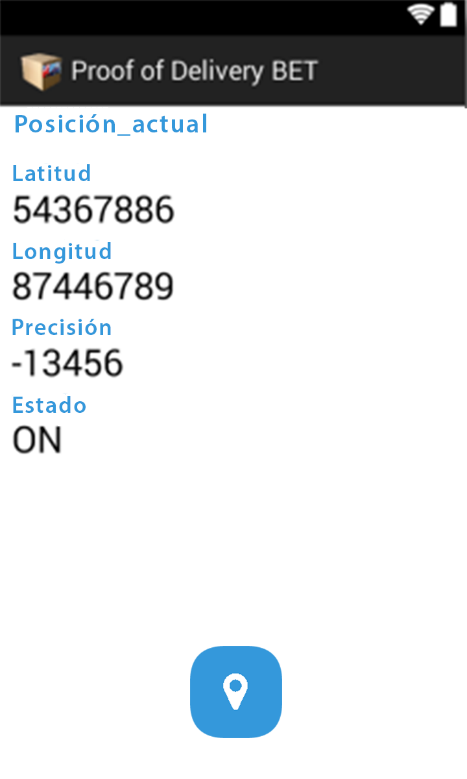 Proof of Delivery BET
Posición_actual
Latitud
54367886
Longitud
87446789
Precisión
-13456
Estado
ON